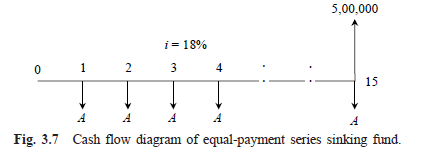 5,00,000
i = 18%
0 1 2 3 4 . .
15
A A A A A
Fig. 3.7 Cash flow diagram of equal-payment series sinking fund.